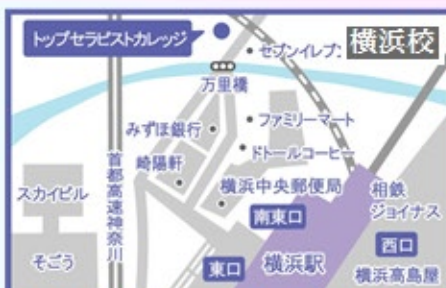 トップセラピストカレッジ
セブンイレブン
横浜校
万里橋
ファミリーマート
みずほ銀行
ドトールコーヒー
崎陽軒
首都高速神奈川
横浜中央郵便局
相鉄
ジョイナス
スカイビル
南東口
西口
そごう
東口
横浜駅
横浜高島屋